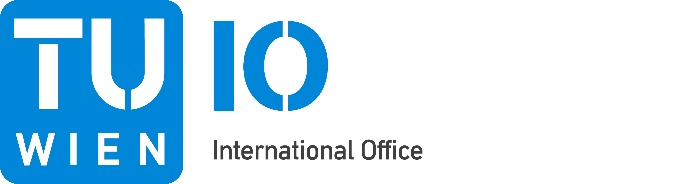 TU
WIEN
IO
International Office